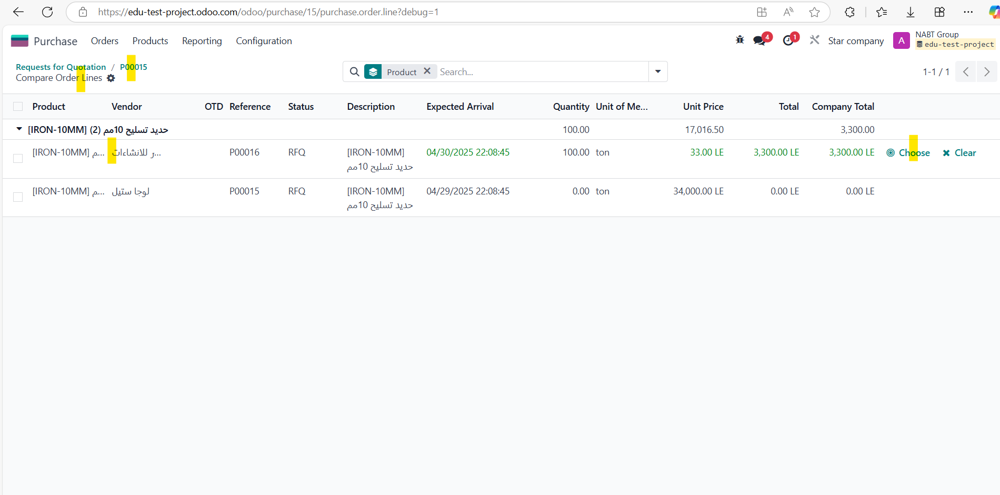 https://edu-test-project.odoo.com/odoo/purchase/15/purchase.order.line?debug=1
Purchase Orders Products Reporting Configuration 4 1 Star company A NABT Group
edu-test-project
Requests for Quotation / P00015
Compare Order Lines
Product Search... 1-1 / 1
Product Vendor OTD Reference Status Description Expected Arrival Quantity Unit of Me... Unit Price Total Company Total
[IRON-10MM] حديد تسليح 10مم (2) 100.00 17,016.50 3,300.00
[IRON-10MM] م... ...ر للانشاءات P00016 RFQ [IRON-10MM] 04/30/2025 22:08:45 100.00 ton 33.00 LE 3,300.00 LE 3,300.00 LE Choose Clear
حديد تسليح 10مم
[IRON-10MM] م... لوجا ستيل P00015 RFQ [IRON-10MM] 04/29/2025 22:08:45 0.00 ton 34,000.00 LE 0.00 LE 0.00 LE
حديد تسليح 10مم